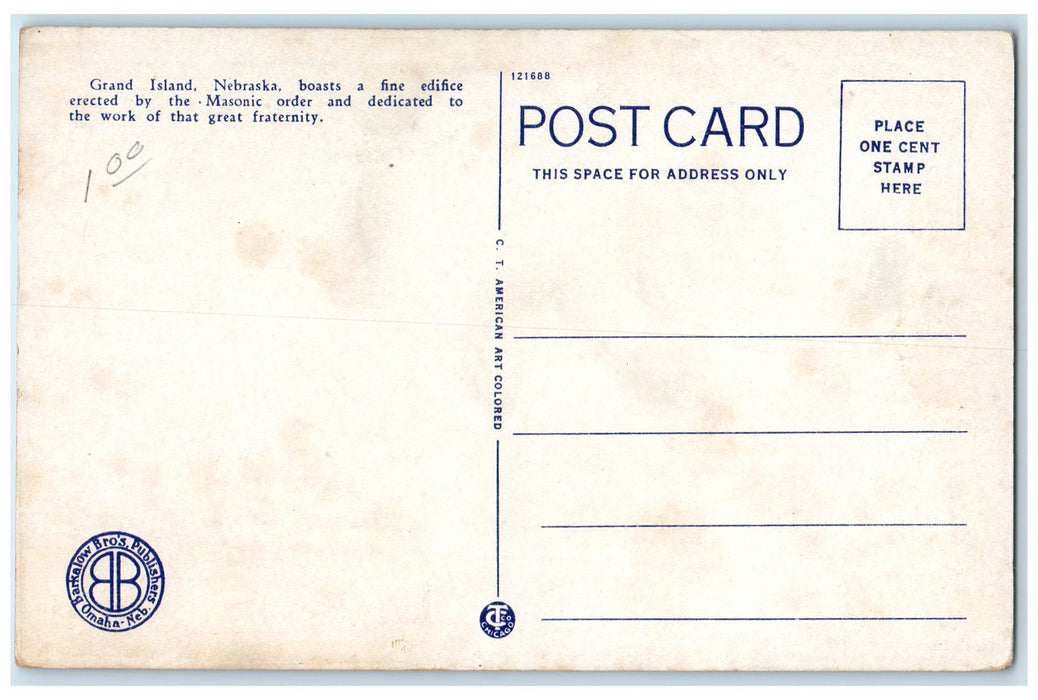 Grand Island, Nebraska, boasts a fine edifice
erected by the Masonic order and dedicated to
the work of that great fraternity.
1 00
121688
POST CARD
THIS SPACE FOR ADDRESS ONLY
PLACE
ONE CENT
STAMP
HERE
C. T. AMERICAN ART COLORED
Barkalow Bro's. Publishers
BB
Omaha-Neb.
CT CO
CHICAGO